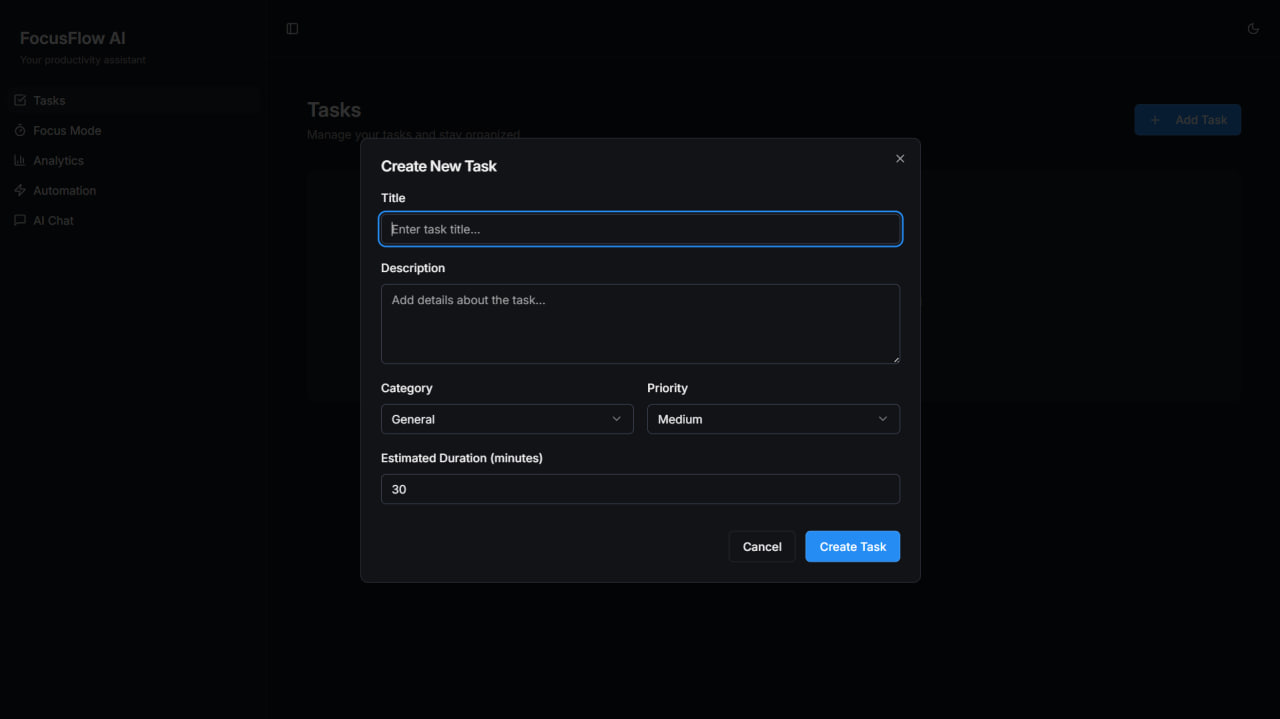 FocusFlow AI
Your productivity assistant
Tasks
Focus Mode
Analytics
Automation
AI Chat
Tasks
Manage your tasks and stay organized
Add Task
Create New Task
Title
Enter task title...
Description
Add details about the task...
Category
Priority
General
Medium
Estimated Duration (minutes)
30
Cancel
Create Task